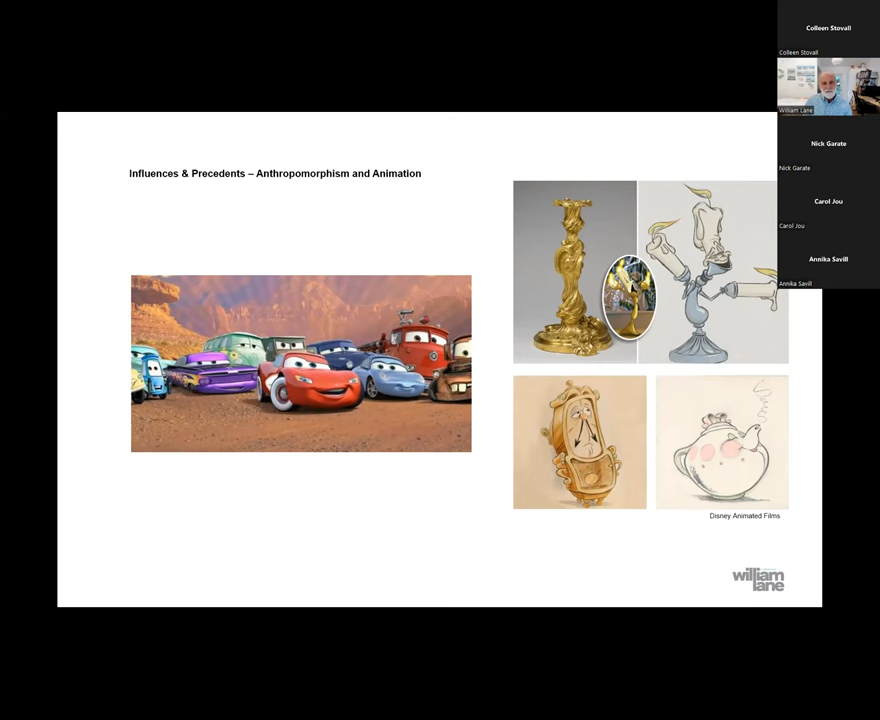 Influences & Precedents – Anthropomorphism and Animation
Disney Animated Films
william
lane
Colleen Stovall
Colleen Stovall
William Lane
Nick Garate
Nick Garate
Carol Jou
Carol Jou
Annika Savill
Annika Savill